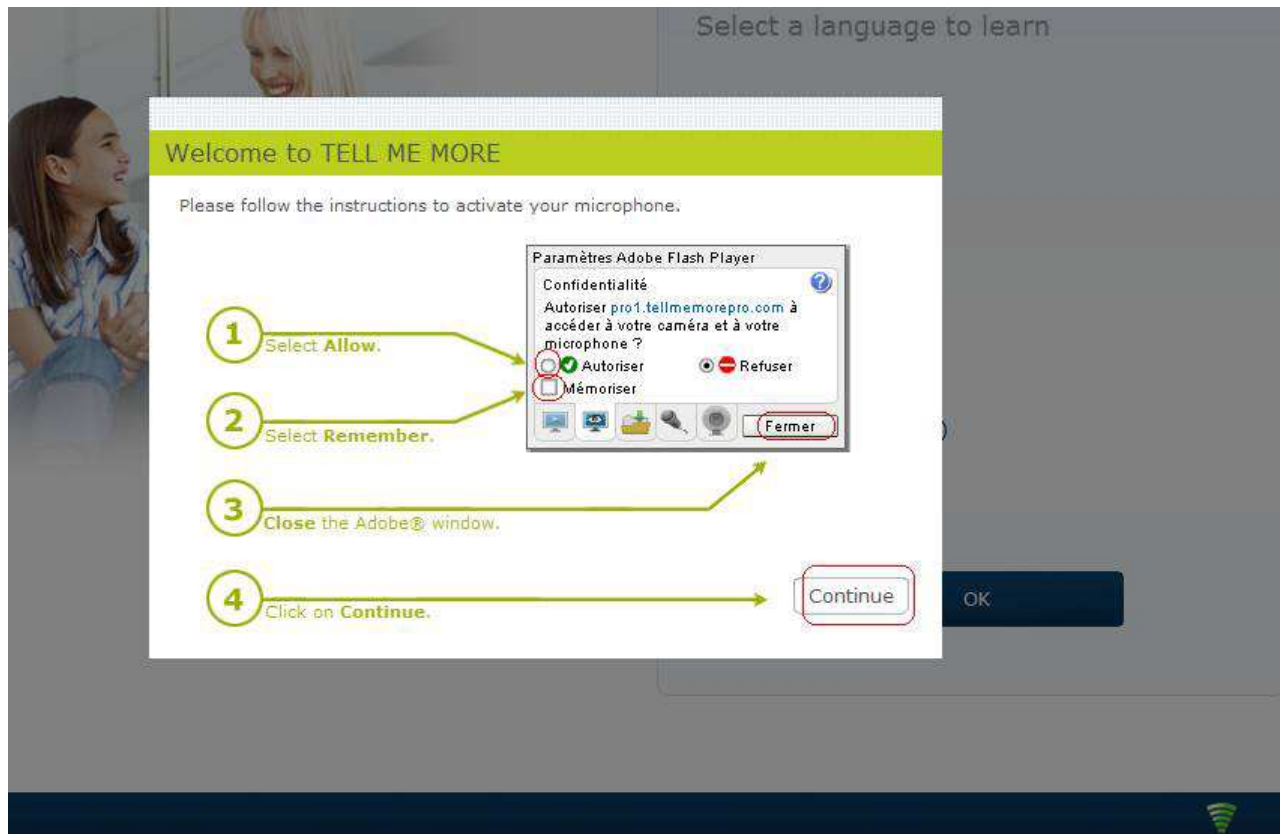 Select a language to learn
Welcome to TELL ME MORE
Please follow the instructions to activate your microphone.
Paramètres Adobe Flash Player
Confidentialité
Autoriser pro1.tellmemorepro.com à
accéder à votre caméra et à votre
microphone ?
Autoriser Refuser
Mémoriser
Fermer
1 Select Allow.
2 Select Remember.
3 Close the Adobe® window.
4 Click on Continue.
Continue
OK